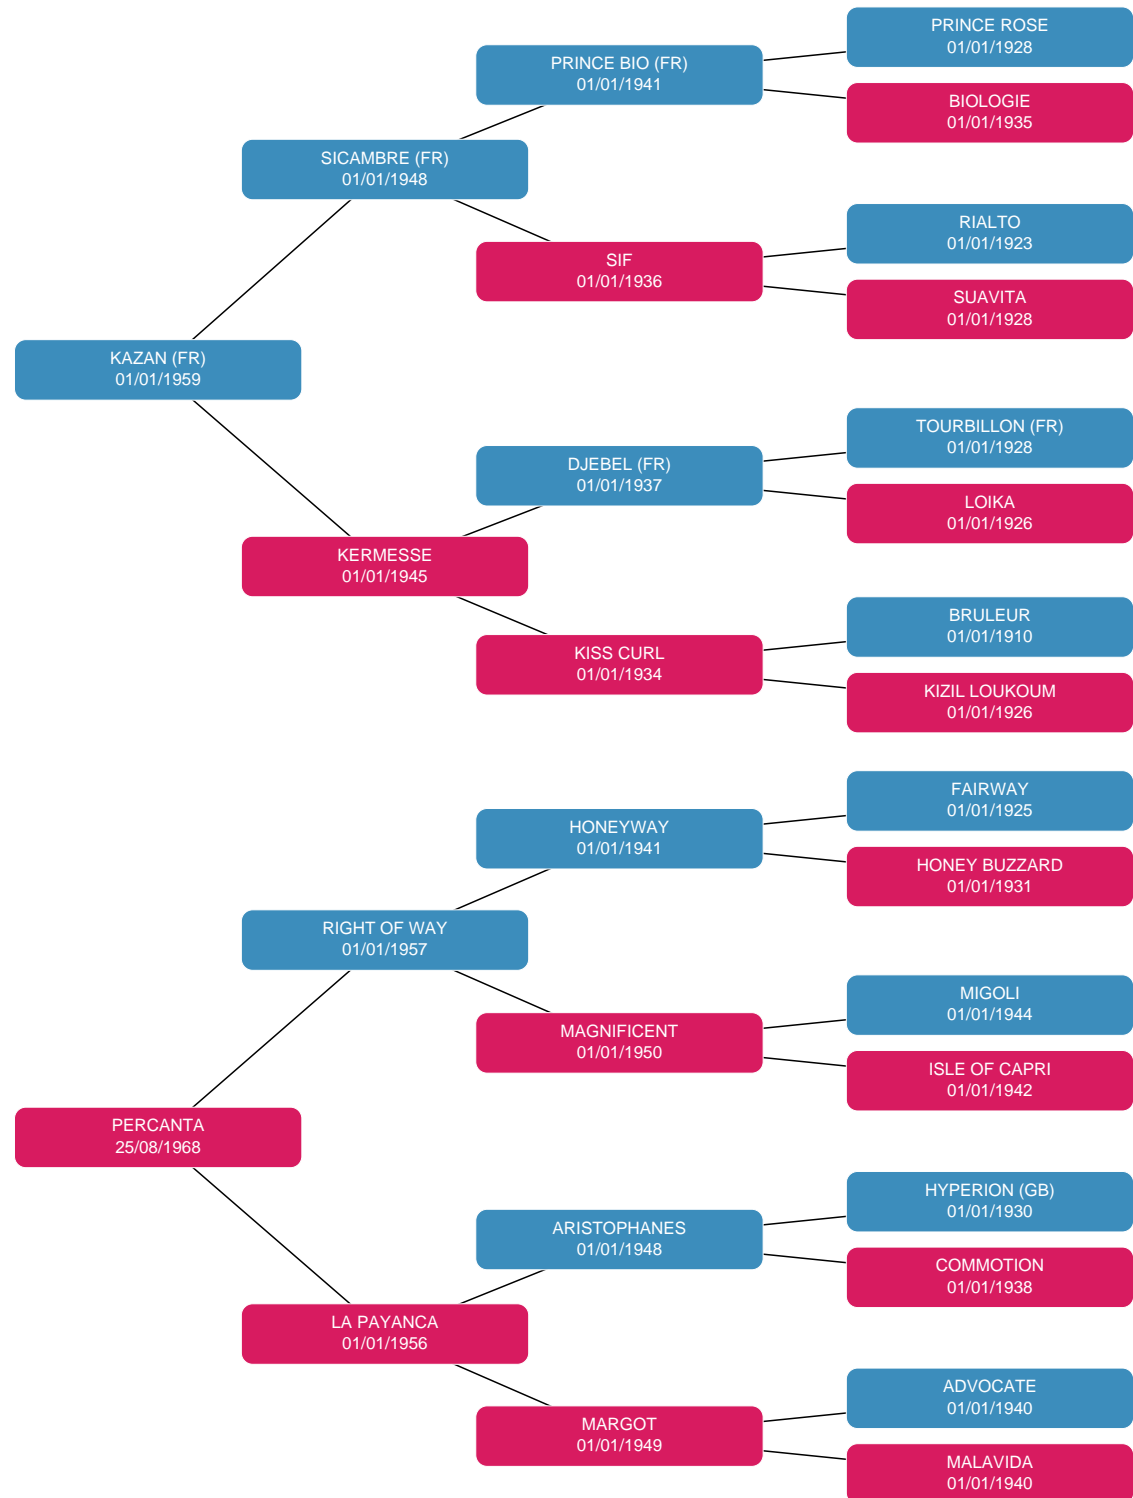 PRINCE ROSE
01/01/1928
PRINCE BIO (FR)
01/01/1941
BIOLOGIE
01/01/1935
SICAMBRE (FR)
01/01/1948
RIALTO
01/01/1923
SIF
01/01/1936
SUAVITA
01/01/1928
KAZAN (FR)
01/01/1959
TOURBILLON (FR)
01/01/1928
DJEBEL (FR)
01/01/1937
LOIKA
01/01/1926
KERMESSE
01/01/1945
BRULEUR
01/01/1910
KISS CURL
01/01/1934
KIZIL LOUKOUM
01/01/1926
FAIRWAY
01/01/1925
HONEYWAY
01/01/1941
HONEY BUZZARD
01/01/1931
RIGHT OF WAY
01/01/1957
MIGOLI
01/01/1944
MAGNIFICENT
01/01/1950
ISLE OF CAPRI
01/01/1942
PERCANTA
25/08/1968
HYPERION (GB)
01/01/1930
ARISTOPHANES
01/01/1948
COMMOTION
01/01/1938
LA PAYANCA
01/01/1956
ADVOCATE
01/01/1940
MARGOT
01/01/1949
MALAVIDA
01/01/1940